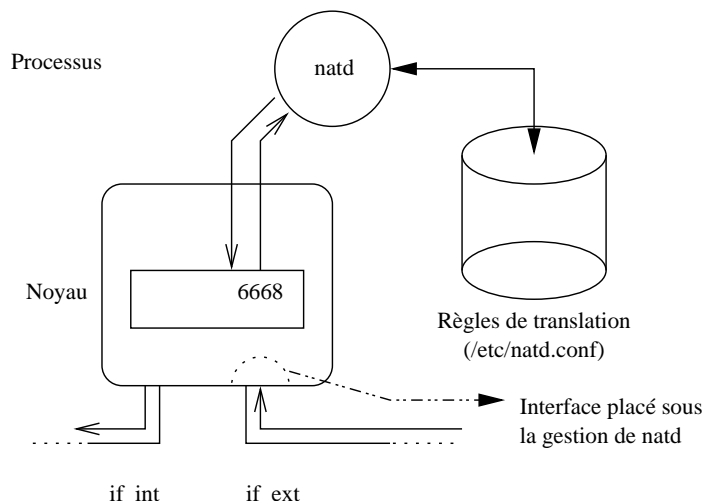 Processus
natd
Noyau
6668
Règles de translation
(/etc/natd.conf)
Interface placé sous
la gestion de natd
if_int
if_ext